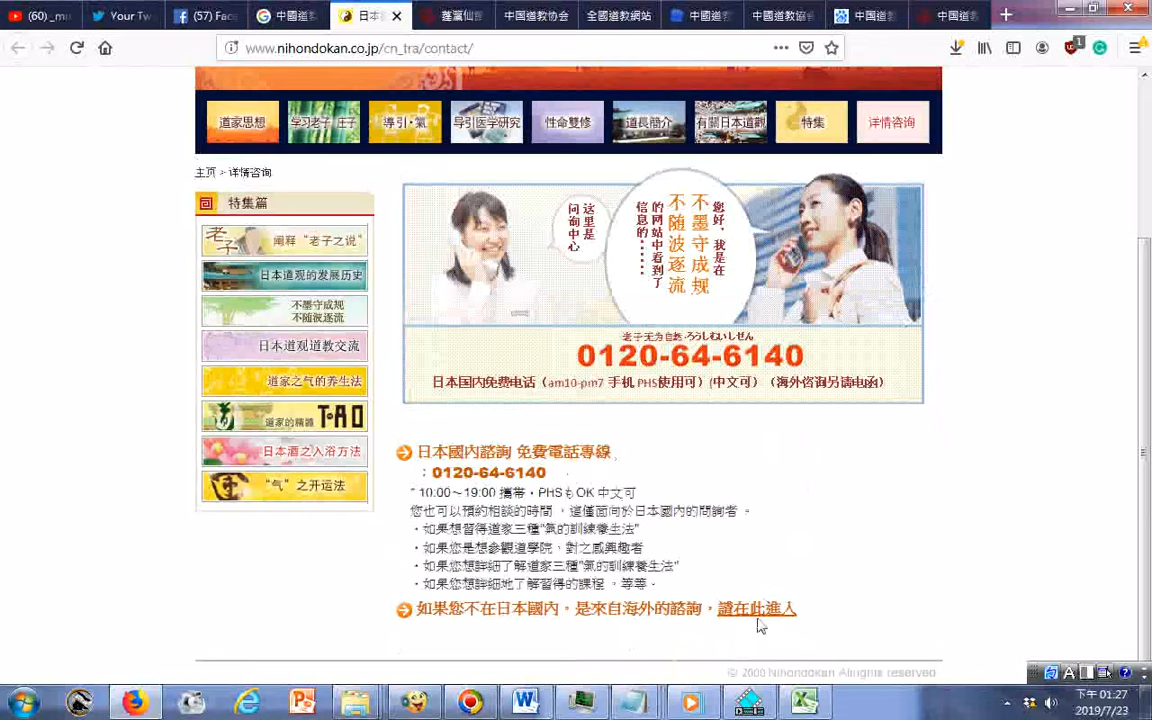 (60) _mu
Your Tw
(57) Fac
中國道
日本
蓬萊仙
中国道教协会
全國道教網站
中國道
中國道教協
中国道
中国道
www.nihondokan.co.jp/cn_tra/contact/
道家思想
学习老子 庄子
導引・氣
导引医学研究
性命雙修
道長簡介
有關日本道觀
特集
详情咨询
主页 > 详情咨询
特集篇
老子
阐释“老子之说”
日本道观的发展历史
不墨守成规
不随波逐流
日本道观道教交流
道家之气的养生法
道家的精髓 TAO
日本酒之入浴方法
“气”之开运法
这里是
问询中心
您好、我是在
不墨守成规
不随波逐流
的网站中看到了
信息的······
老子无为自然 ろうしむいしぜん
0120-64-6140
日本国内免费电话（am10-pm7 手机 PHS使用可）(中文可) （海外咨询另请电函）
日本國內諮詢 免費電話專線
：0120-64-6140
10:00～19:00 攜帶・PHSもOK 中文可
您也可以預約相談的時間，這僅面向於日本國內的問詢者。
・如果想習得道家三種“氣的訓練養生法”
・如果您是想參觀道學院，對之感興趣者
・如果您想詳細了解道家三種“氣的訓練養生法”
・如果您想詳細地了解習得的課程。等等。
如果您不在日本國內。是來自海外的諮詢，請在此進入
© 2000 Nihondokan Allrights reserved
下午 01:27
2019/7/23